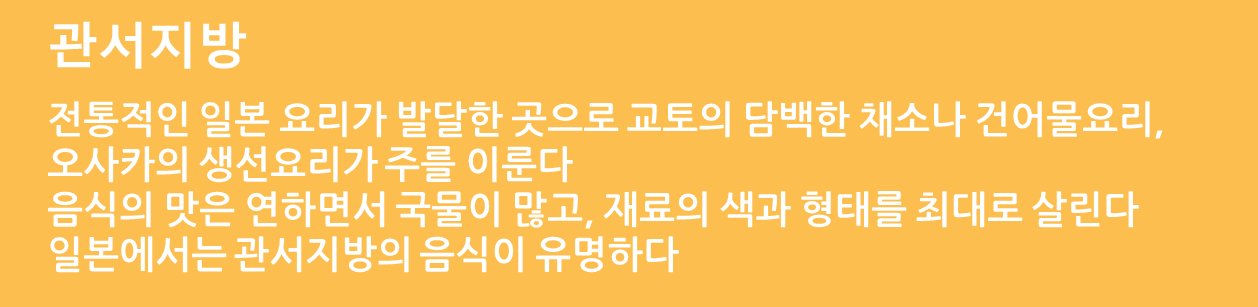 관서지방
전통적인 일본 요리가 발달한 곳으로 교토의 담백한 채소나 건어물요리,
오사카의 생선요리가 주를 이룬다
음식의 맛은 연하면서 국물이 많고, 재료의 색과 형태를 최대로 살린다
일본에서는 관서지방의 음식이 유명하다